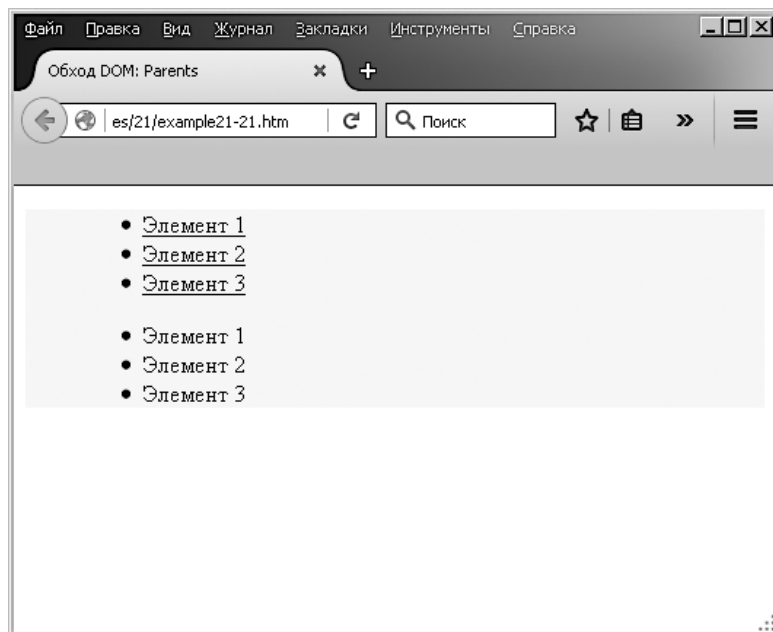 Файл Правка Вид Журнал Закладки Инструменты Справка
Обход DOM: Parents
es/21/example21-21.htm Поиск
Элемент 1
Элемент 2
Элемент 3
Элемент 1
Элемент 2
Элемент 3